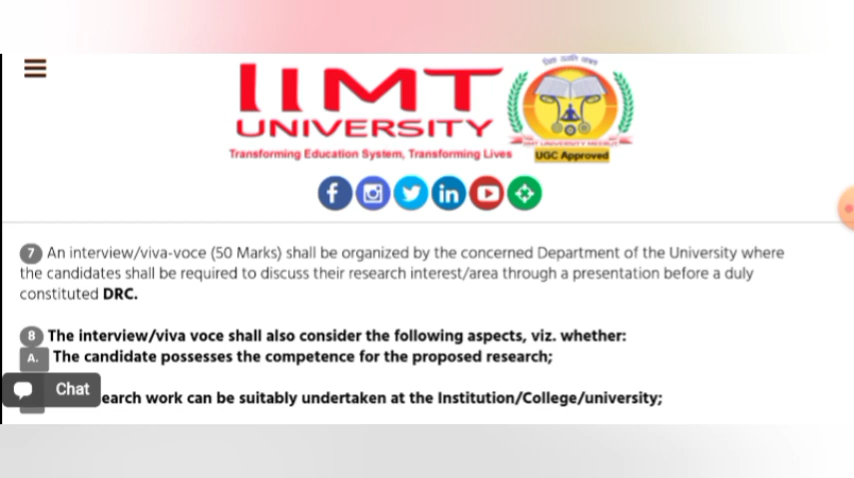 IIMT
UNIVERSITY
Transforming Education System, Transforming Lives
UGC Approved
7 An interview/viva-voce (50 Marks) shall be organized by the concerned Department of the University where
the candidates shall be required to discuss their research interest/area through a presentation before a duly
constituted DRC.
8 The interview/viva voce shall also consider the following aspects, viz. whether:
A. The candidate possesses the competence for the proposed research;
Chat
earch work can be suitably undertaken at the Institution/College/university;